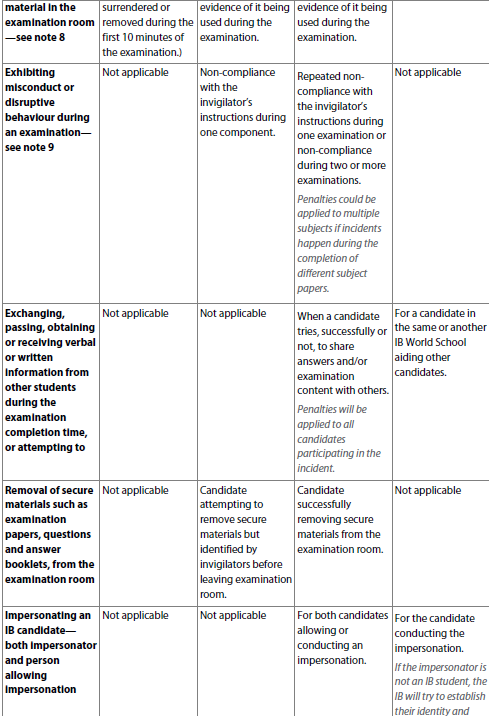 material in the
examination room
—see note 8
surrendered or
removed during the
first 10 minutes of
the examination.)
evidence of it being
used during the
examination.
evidence of it being
used during the
examination.
Exhibiting
misconduct or
disruptive
behaviour during
an examination—
see note 9
Not applicable
Non-compliance
with the
invigilator's
instructions during
one component.
Repeated non-
compliance with
the invigilator's
instructions during
one examination or
non-compliance
during two or more
examinations.
Penalties could be
applied to multiple
subjects if incidents
happen during the
completion of
different subject
papers.
Not applicable
Exchanging,
passing, obtaining
or receiving verbal
or written
information from
other students
during the
examination
completion time,
or attempting to
Not applicable
Not applicable
When a candidate
tries, successfully or
not, to share
answers and/or
examination
content with others.
Penalties will be
applied to all
candidates
participating in the
incident.
For a candidate in
the same or another
IB World School
aiding other
candidates.
Removal of secure
materials such as
examination
papers, questions
and answer
booklets, from the
examination room
Not applicable
Candidate
attempting to
remove secure
materials but
identified by
invigilators before
leaving examination
room.
Candidate
successfully
removing secure
materials from the
examination room.
Not applicable
Impersonating an
IB candidate—
both impersonator
and person
allowing
impersonation
Not applicable
Not applicable
For both candidates
allowing or
conducting an
impersonation.
For the candidate
conducting the
impersonation.
If the impersonator is
not an IB student, the
IB will try to establish
their identity and